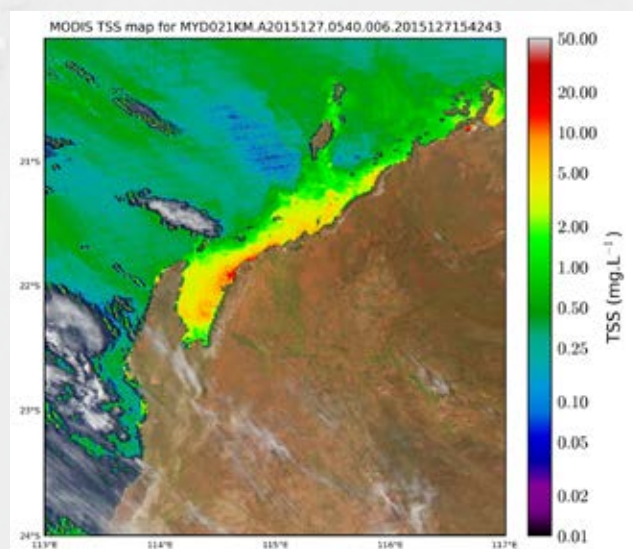 MODIS TSS map for MYD021KM.A2015127.0540.006.2015127154243
50.00
20.00
10.00
5.00
2.00
1.00
0.50
0.25
0.10
0.05
0.02
0.01
TSS (mg.L⁻¹)
21°S
22°S
23°S
24°S
113°E 114°E 115°E 116°E 117°E